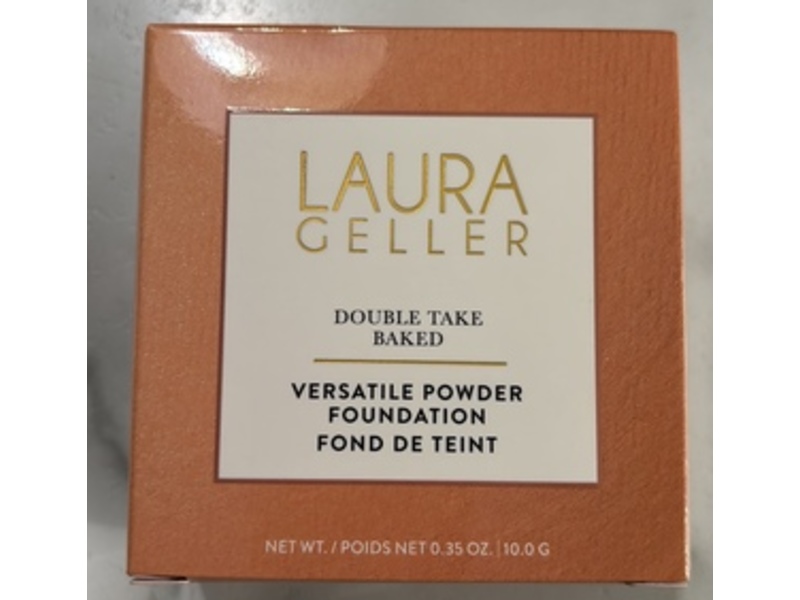 LAURA
GELLER
DOUBLE TAKE
BAKED
VERSATILE POWDER
FOUNDATION
FOND DE TEINT
NET WT. / POIDS NET 0.35 OZ. | 10.0 G